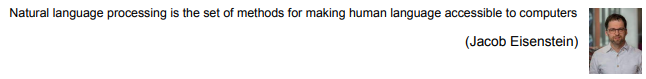 Natural language processing is the set of methods for making human language accessible to computers
(Jacob Eisenstein)